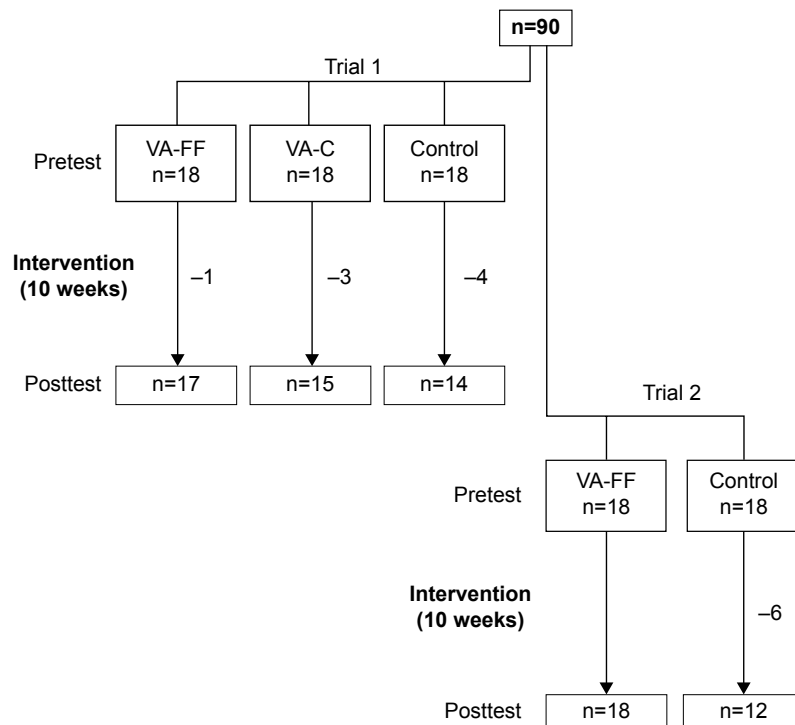 n=90
Trial 1
Pretest
VA-FF
n=18
VA-C
n=18
Control
n=18
Intervention
(10 weeks)
–1
–3
–4
Posttest
n=17
n=15
n=14
Trial 2
Pretest
VA-FF
n=18
Control
n=18
Intervention
(10 weeks)
–6
Posttest
n=18
n=12